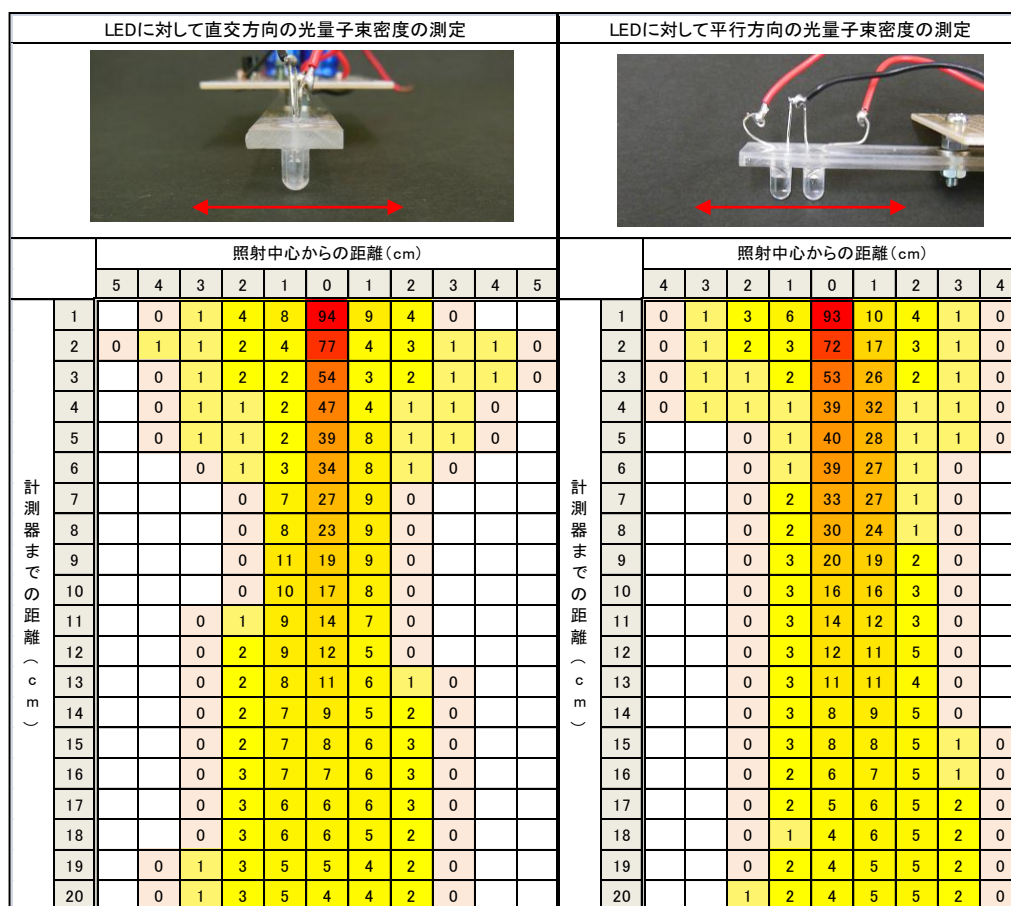 LEDに対して直交方向の光量子束密度の測定
照射中心からの距離(cm)
5 4 3 2 1 0 1 2 3 4 5
計測器までの距離(cm)
1 0 1 4 8 94 9 4 0
2 0 1 1 2 4 77 4 3 1 1 0
3 0 1 2 2 54 3 2 1 1 0
4 0 1 1 2 47 4 1 1 0
5 0 1 1 2 39 8 1 1 0
6 0 1 3 34 8 1 0
7 0 7 27 9 0
8 0 8 23 9 0
9 0 11 19 9 0
10 0 10 17 8 0
11 0 1 9 14 7 0
12 0 2 9 12 5 0
13 0 2 8 11 6 1 0
14 0 2 7 9 5 2 0
15 0 2 7 8 6 3 0
16 0 3 7 7 6 3 0
17 0 3 6 6 6 3 0
18 0 3 6 6 5 2 0
19 0 1 3 5 5 4 2 0
20 0 1 3 5 4 4 2 0
LEDに対して平行方向の光量子束密度の測定
照射中心からの距離(cm)
4 3 2 1 0 1 2 3 4
計測器までの距離(cm)
1 0 1 3 6 93 10 4 1 0
2 0 1 2 3 72 17 3 1 0
3 0 1 1 2 53 26 2 1 0
4 0 1 1 1 39 32 1 1 0
5 0 1 40 28 1 1 0
6 0 1 39 27 1 0
7 0 2 33 27 1 0
8 0 2 30 24 1 0
9 0 3 20 19 2 0
10 0 3 16 16 3 0
11 0 3 14 12 3 0
12 0 3 12 11 5 0
13 0 3 11 11 4 0
14 0 3 8 9 5 0
15 0 3 8 8 5 1 0
16 0 2 6 7 5 1 0
17 0 2 5 6 5 2 0
18 0 1 4 6 5 2 0
19 0 2 4 5 5 2 0
20 1 2 4 5 5 2 0